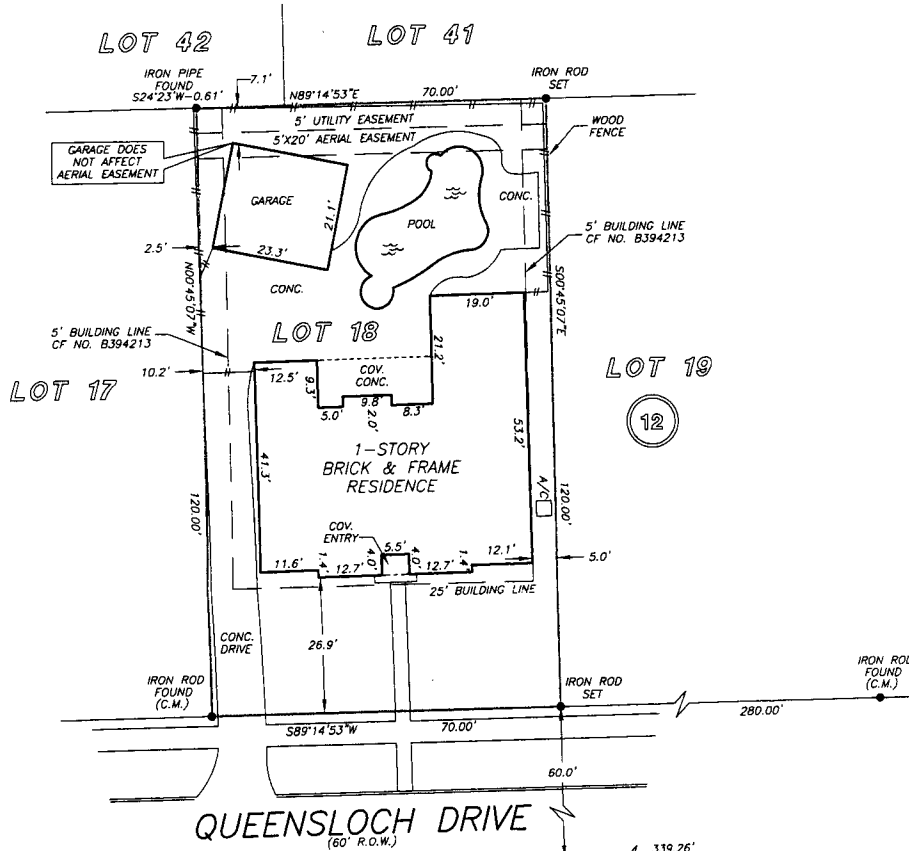 LOT 42
LOT 41
IRON PIPE
FOUND
S24°23'W-0.61'
7.1'
N89°14'53"E
70.00'
IRON ROD
SET
5' UTILITY EASEMENT
5'X20' AERIAL EASEMENT
WOOD
FENCE
GARAGE DOES
NOT AFFECT
AERIAL EASEMENT
GARAGE
21.1'
23.3'
2.5'
POOL
CONC.
5' BUILDING LINE
CF NO. B394213
N00°45'07"W
CONC.
S00°45'07"E
19.0'
5' BUILDING LINE
CF NO. B394213
LOT 18
21.2'
LOT 17
10.2'
12.5'
9.3'
COV.
CONC.
5.0'
9.8'
2.0'
8.3'
LOT 19
12
53.2'
41.3'
1-STORY
BRICK & FRAME
RESIDENCE
A/C
120.00'
120.00'
COV.
ENTRY
5.5'
11.6'
1.4'
12.7'
4.0'
4.0'
12.7'
1.4'
12.1'
5.0'
25' BUILDING LINE
CONC.
DRIVE
26.9'
IRON ROD
FOUND
(C.M.)
IRON ROD
SET
IRON ROD
FOUND
(C.M.)
S89°14'53"W
70.00'
280.00'
60.0'
QUEENSLOCH DRIVE
(60' R.O.W.)
339.26'